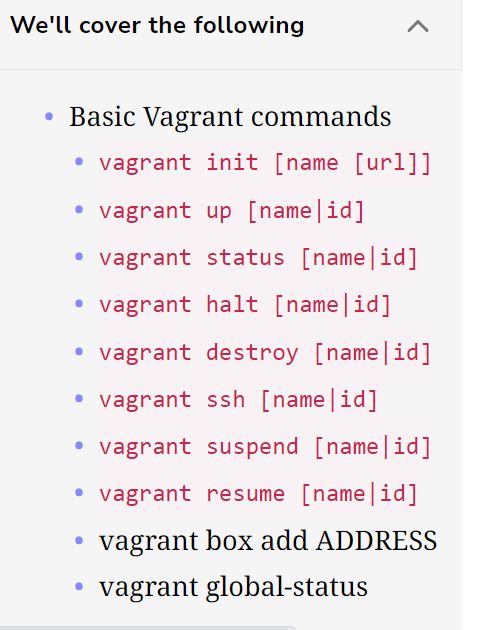 We'll cover the following
Basic Vagrant commands
vagrant init [name [url]]
vagrant up [name|id]
vagrant status [name|id]
vagrant halt [name|id]
vagrant destroy [name|id]
vagrant ssh [name|id]
vagrant suspend [name|id]
vagrant resume [name|id]
vagrant box add ADDRESS
vagrant global-status